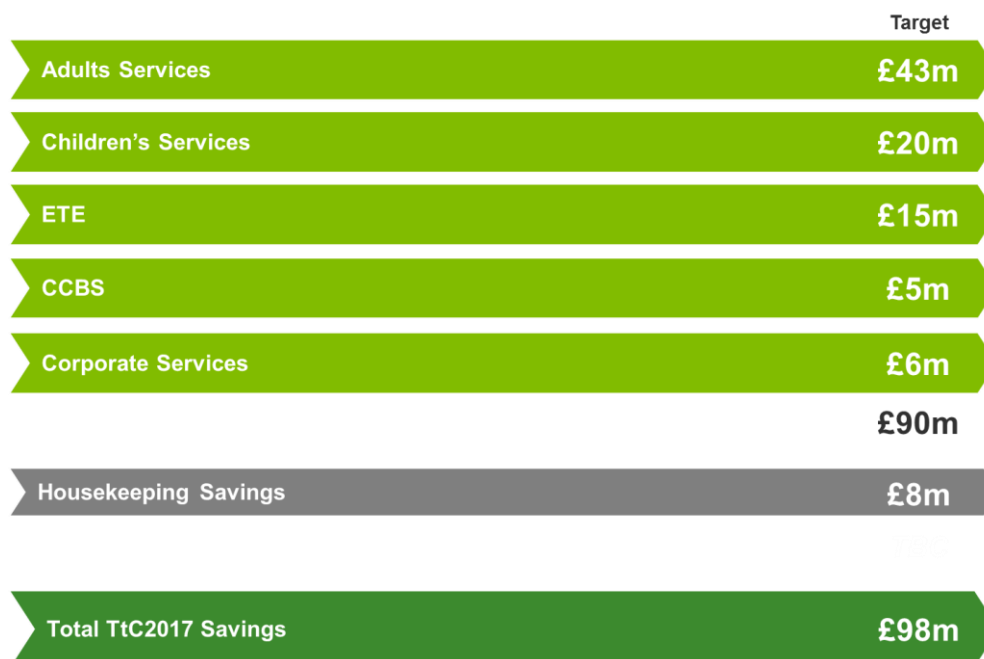 Target
Adults Services £43m
Children's Services £20m
ETE £15m
CCBS £5m
Corporate Services £6m
£90m
Housekeeping Savings £8m
Total TtC2017 Savings £98m